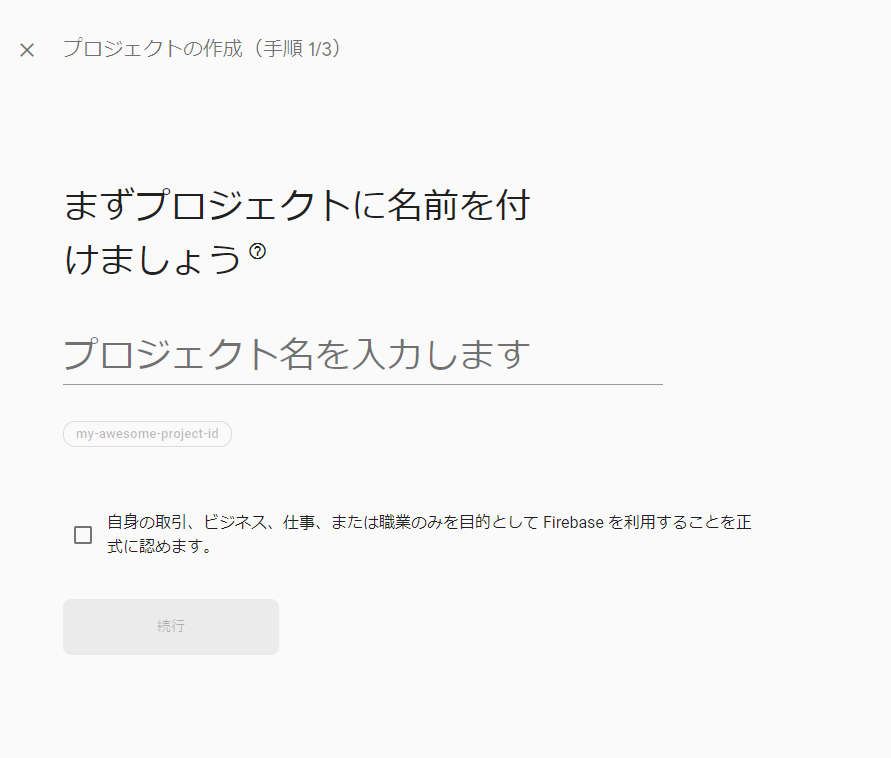 プロジェクトの作成（手順 1/3）
まずプロジェクトに名前を付
けましょう
プロジェクト名を入力します
my-awesome-project-id
自身の取引、ビジネス、仕事、または職業のみを目的として Firebase を利用することを正
式に認めます。
続行